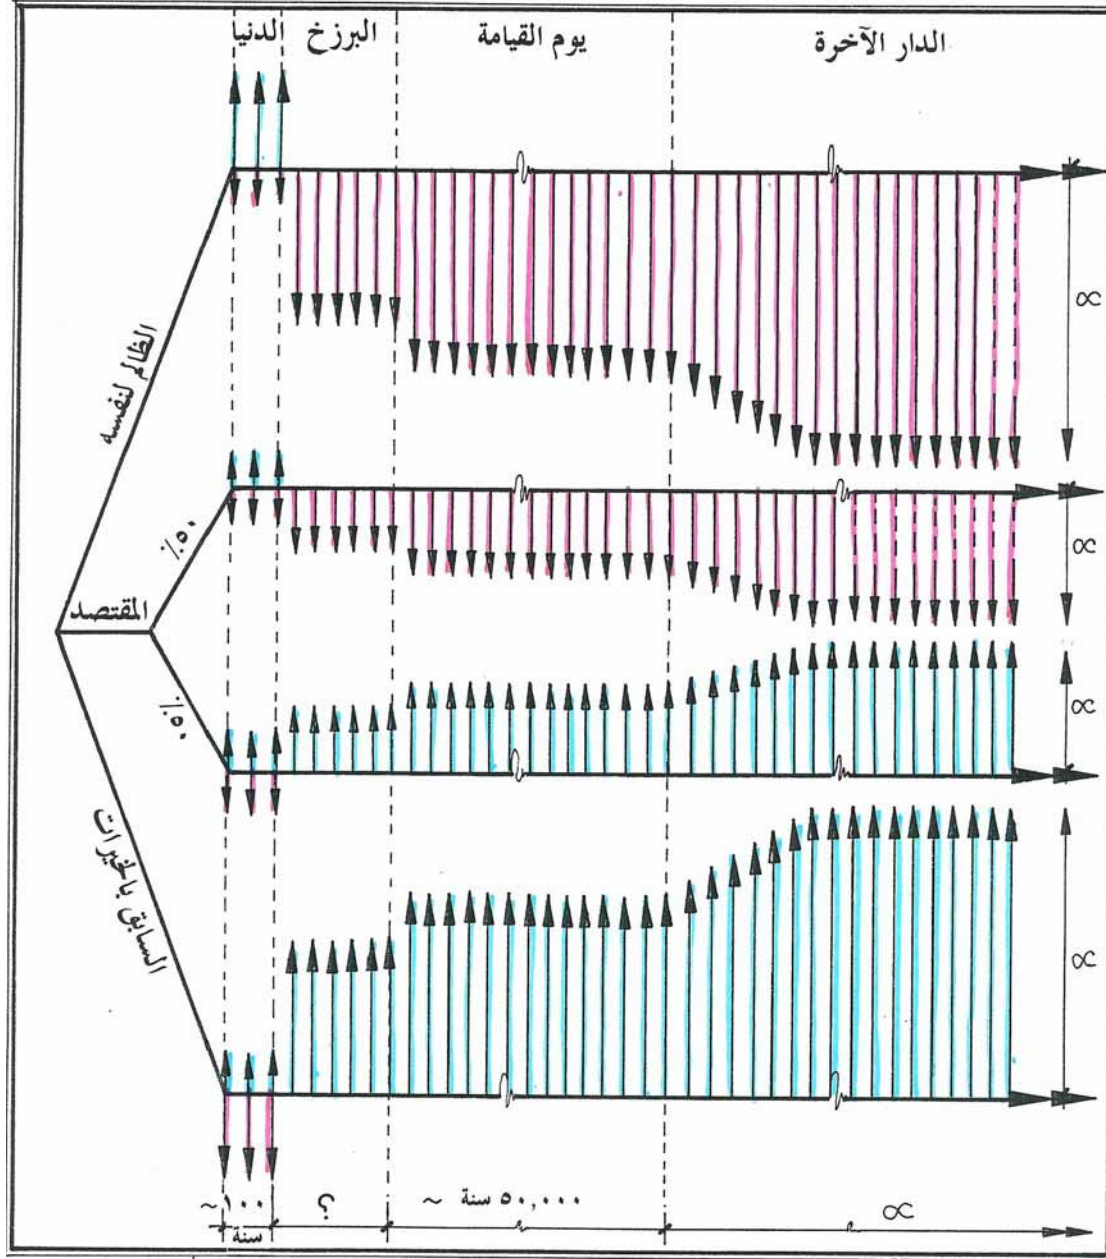 الدار الآخرة
يوم القيامة
البرزخ
الدنيا
الظالم لنفسه
٪٥٠
المقتصد
٪٥٠
السابق بالخيرات
∝
∝
∝
∝
~ ١٠٠
سنة
؟
~ ٥٠,٠٠٠ سنة
∝